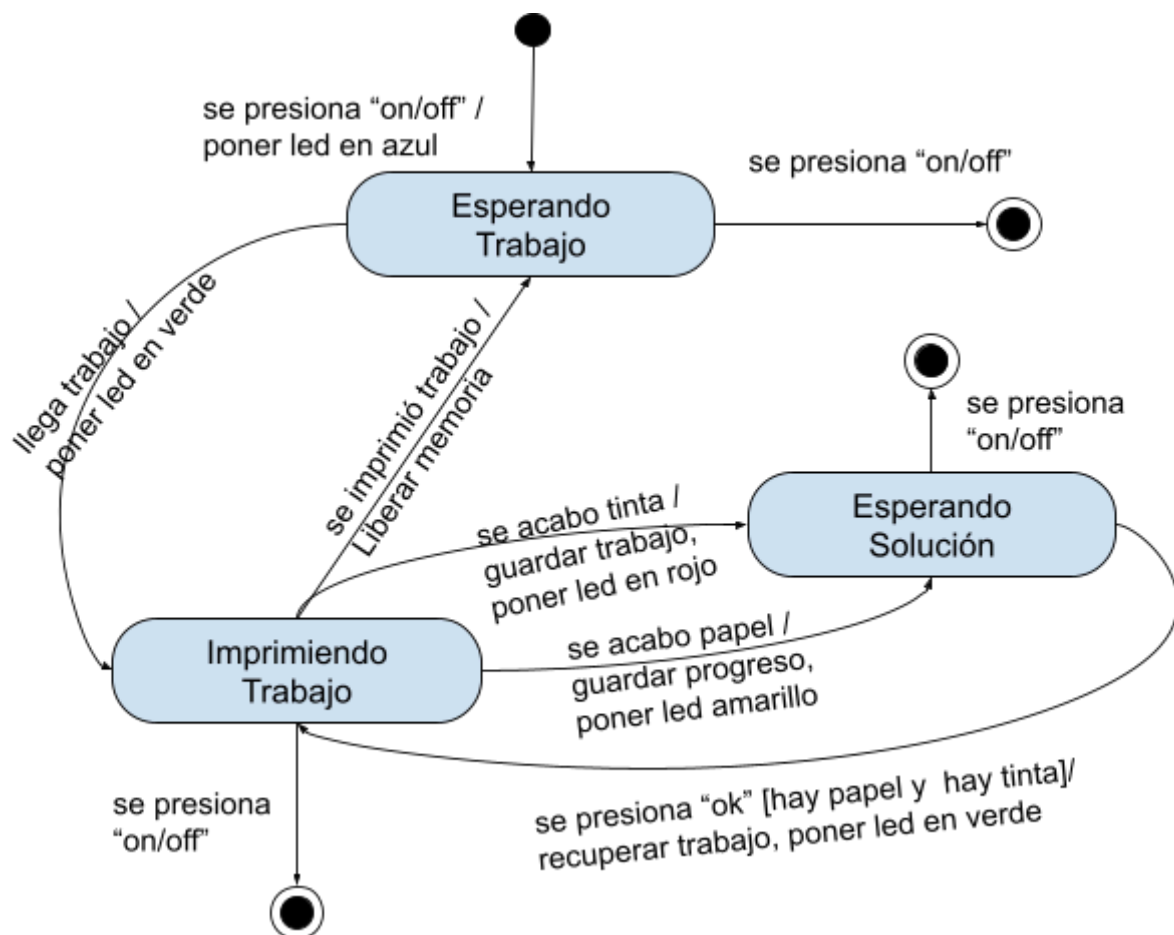 se presiona “on/off” /
poner led en azul
se presiona “on/off”
Esperando
Trabajo
llega trabajo /
poner led en verde
se imprimió trabajo /
Liberar memoria
se presiona
“on/off”
Esperando
Solución
se acabo tinta /
guardar trabajo,
poner led en rojo
Imprimiendo
Trabajo
se acabo papel /
guardar progreso,
poner led amarillo
se presiona
“on/off”
se presiona “ok” [hay papel y  hay tinta]/
recuperar trabajo, poner led en verde